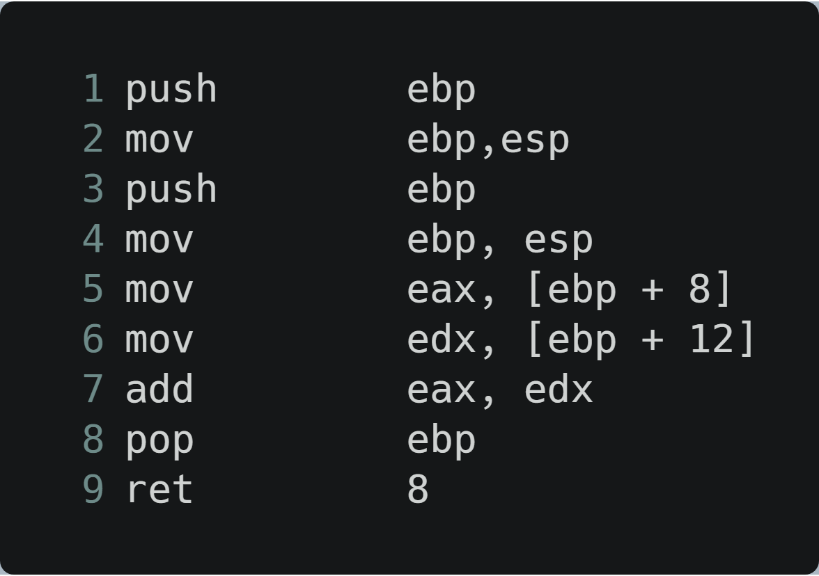 1 push ebp
2 mov ebp,esp
3 push ebp
4 mov ebp, esp
5 mov eax, [ebp + 8]
6 mov edx, [ebp + 12]
7 add eax, edx
8 pop ebp
9 ret 8